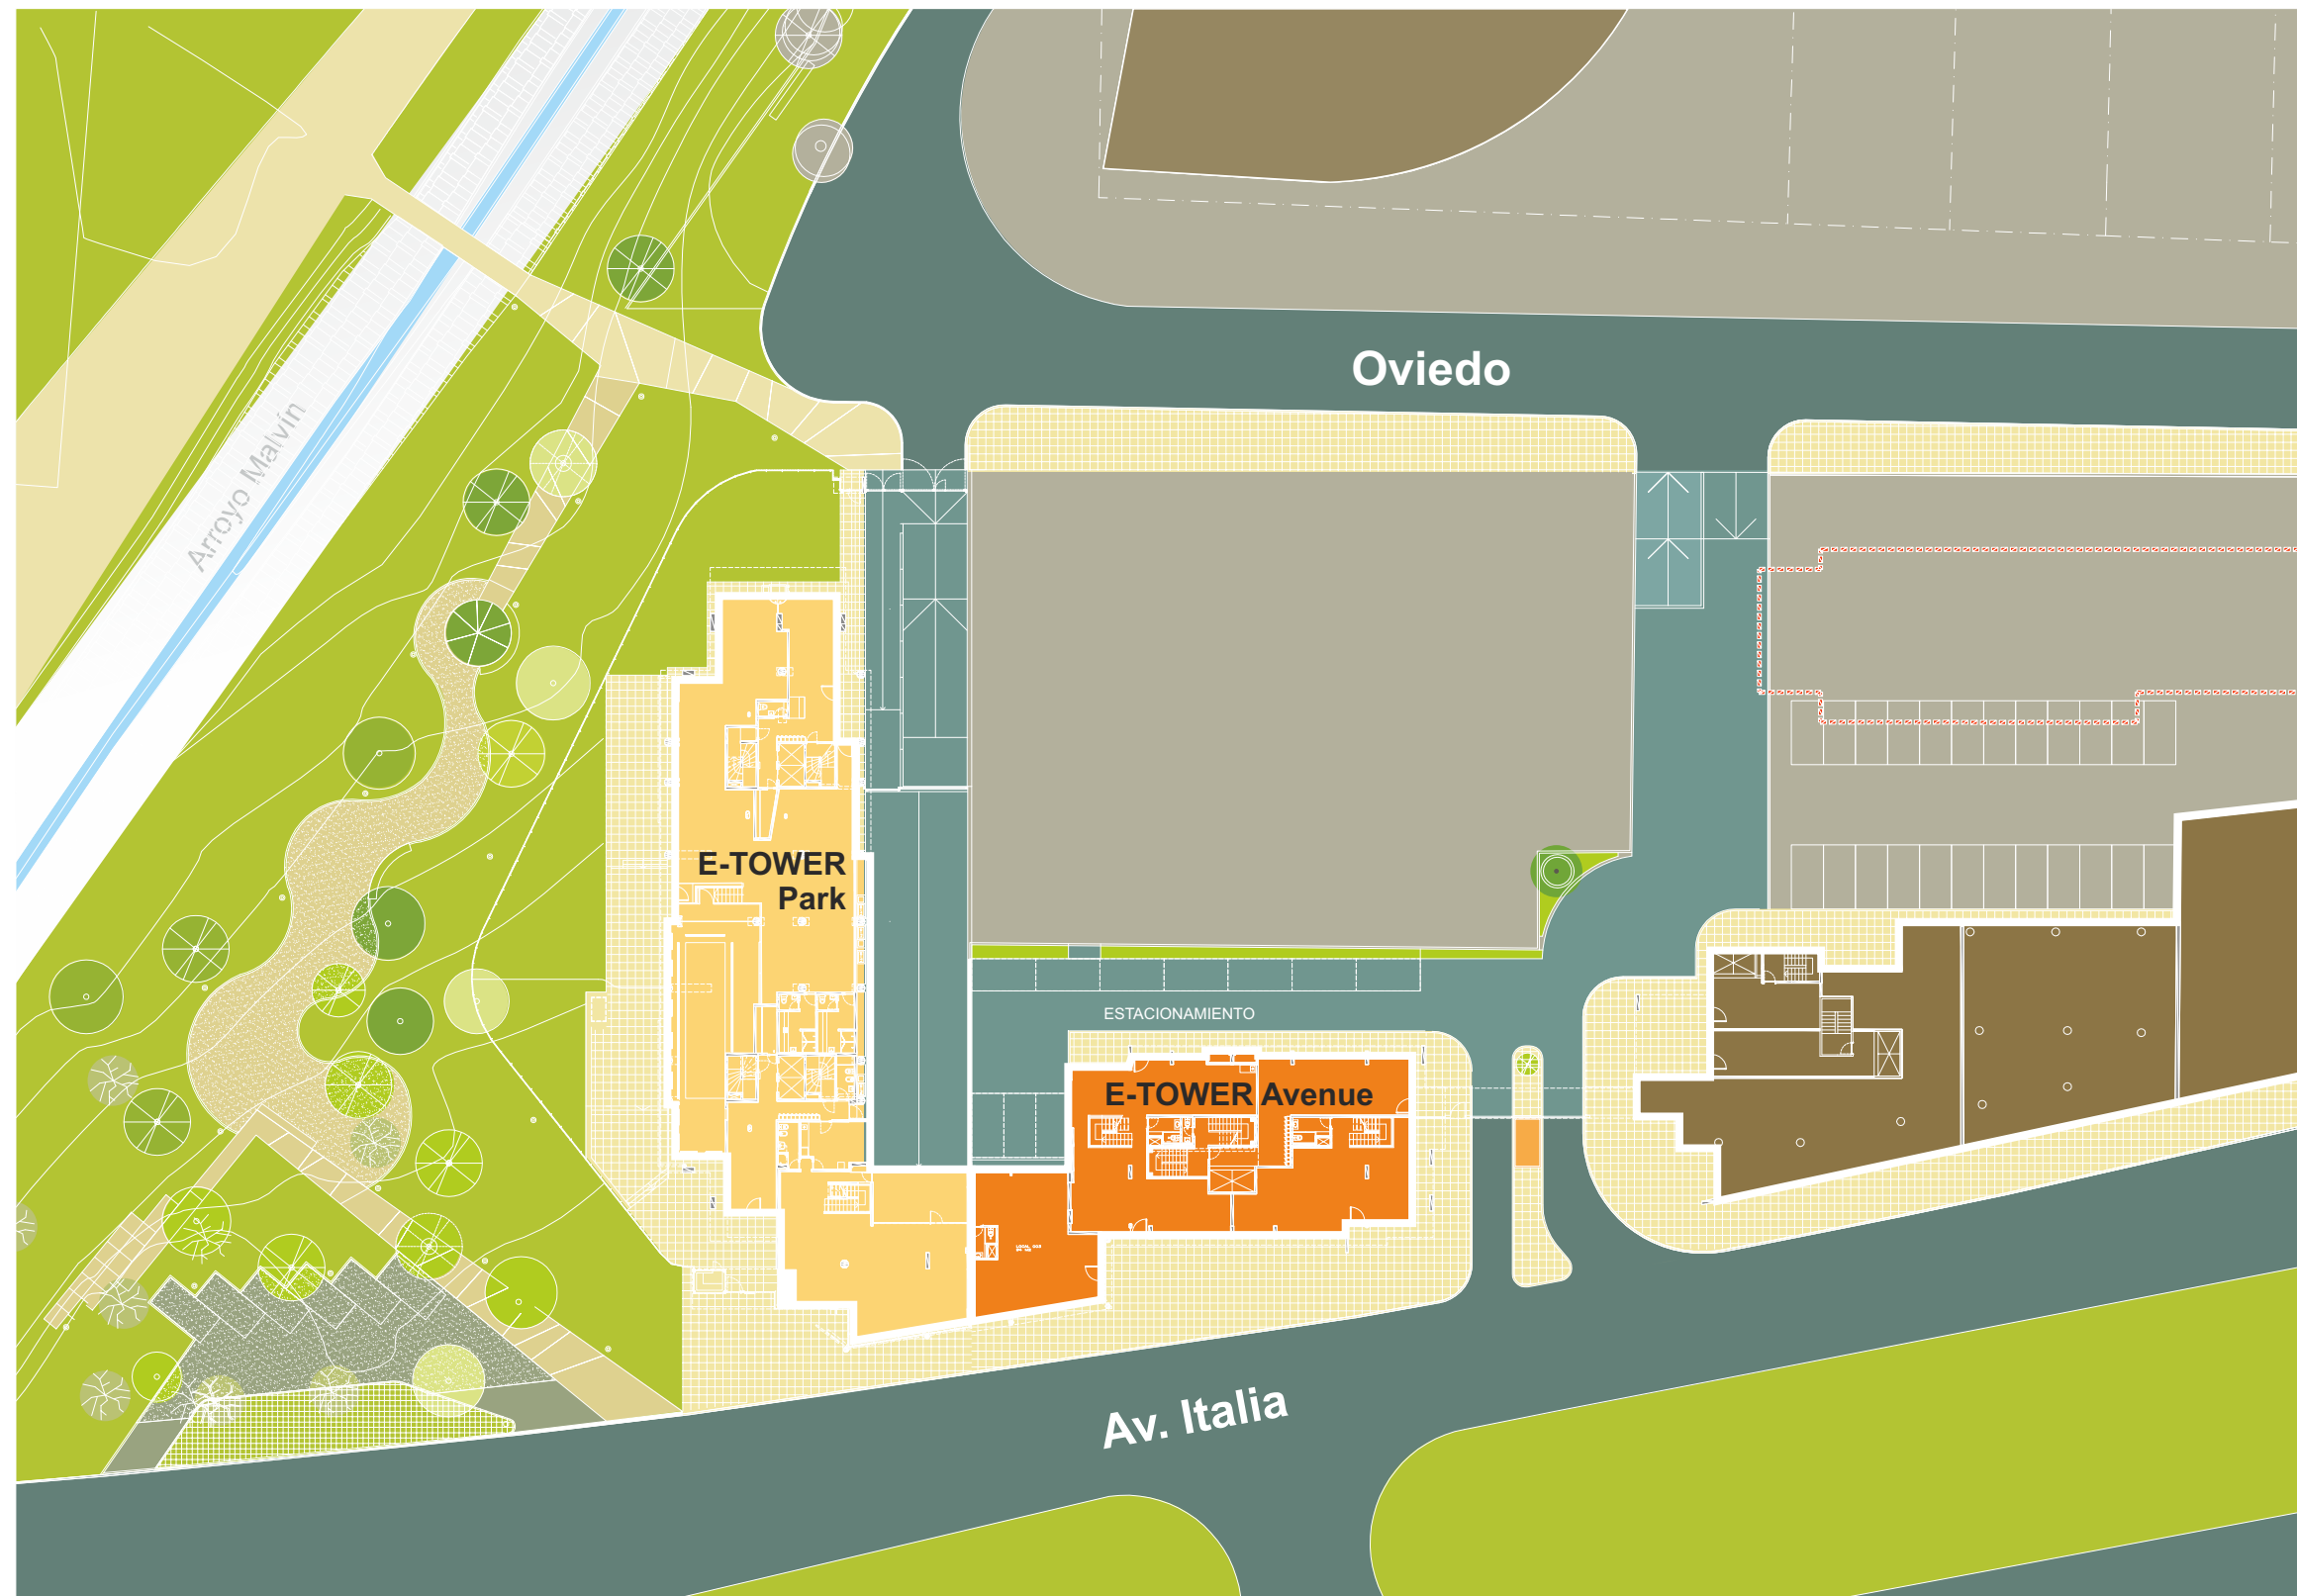 Oviedo
Arroyo Malvín
E-TOWER
Park
ESTACIONAMIENTO
E-TOWER Avenue
Av. Italia